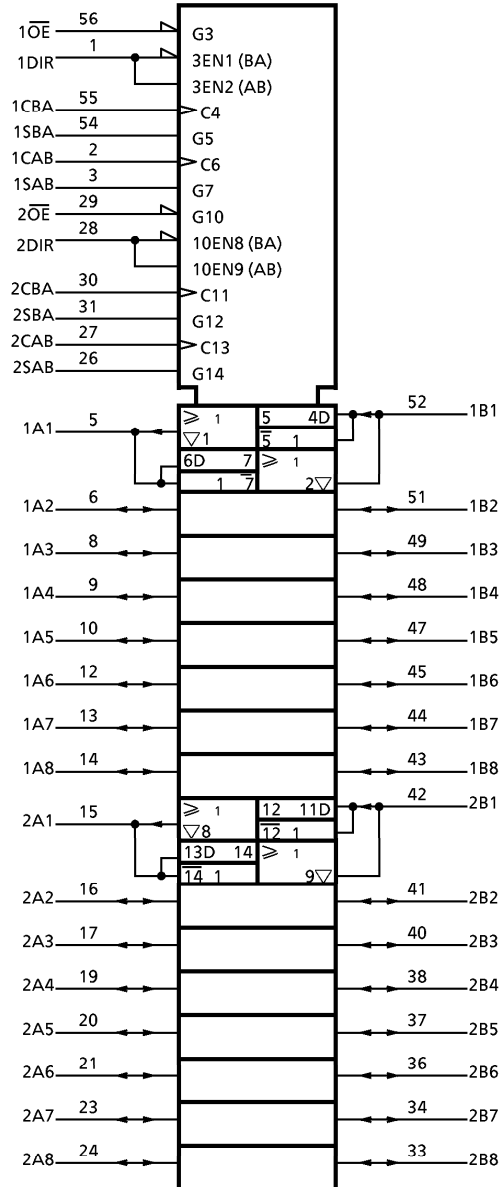 1OE 56 G3
1DIR 1 3EN1 (BA)
3EN2 (AB)
1CBA 55 C4
1SBA 54 G5
1CAB 2 C6
1SAB 3 G7
2OE 29 G10
2DIR 28 10EN8 (BA)
10EN9 (AB)
2CBA 30 C11
2SBA 31 G12
2CAB 27 C13
2SAB 26 G14
1A1 5 ≥ 1 5 4D 52 1B1
▽1 5 1
6D 7 ≥ 1
1 7 2▽
1A2 6 51 1B2
1A3 8 49 1B3
1A4 9 48 1B4
1A5 10 47 1B5
1A6 12 45 1B6
1A7 13 44 1B7
1A8 14 43 1B8
2A1 15 ≥ 1 12 11D 42 2B1
▽8 12 1
13D 14 ≥ 1
14 1 9▽
2A2 16 41 2B2
2A3 17 40 2B3
2A4 19 38 2B4
2A5 20 37 2B5
2A6 21 36 2B6
2A7 23 34 2B7
2A8 24 33 2B8